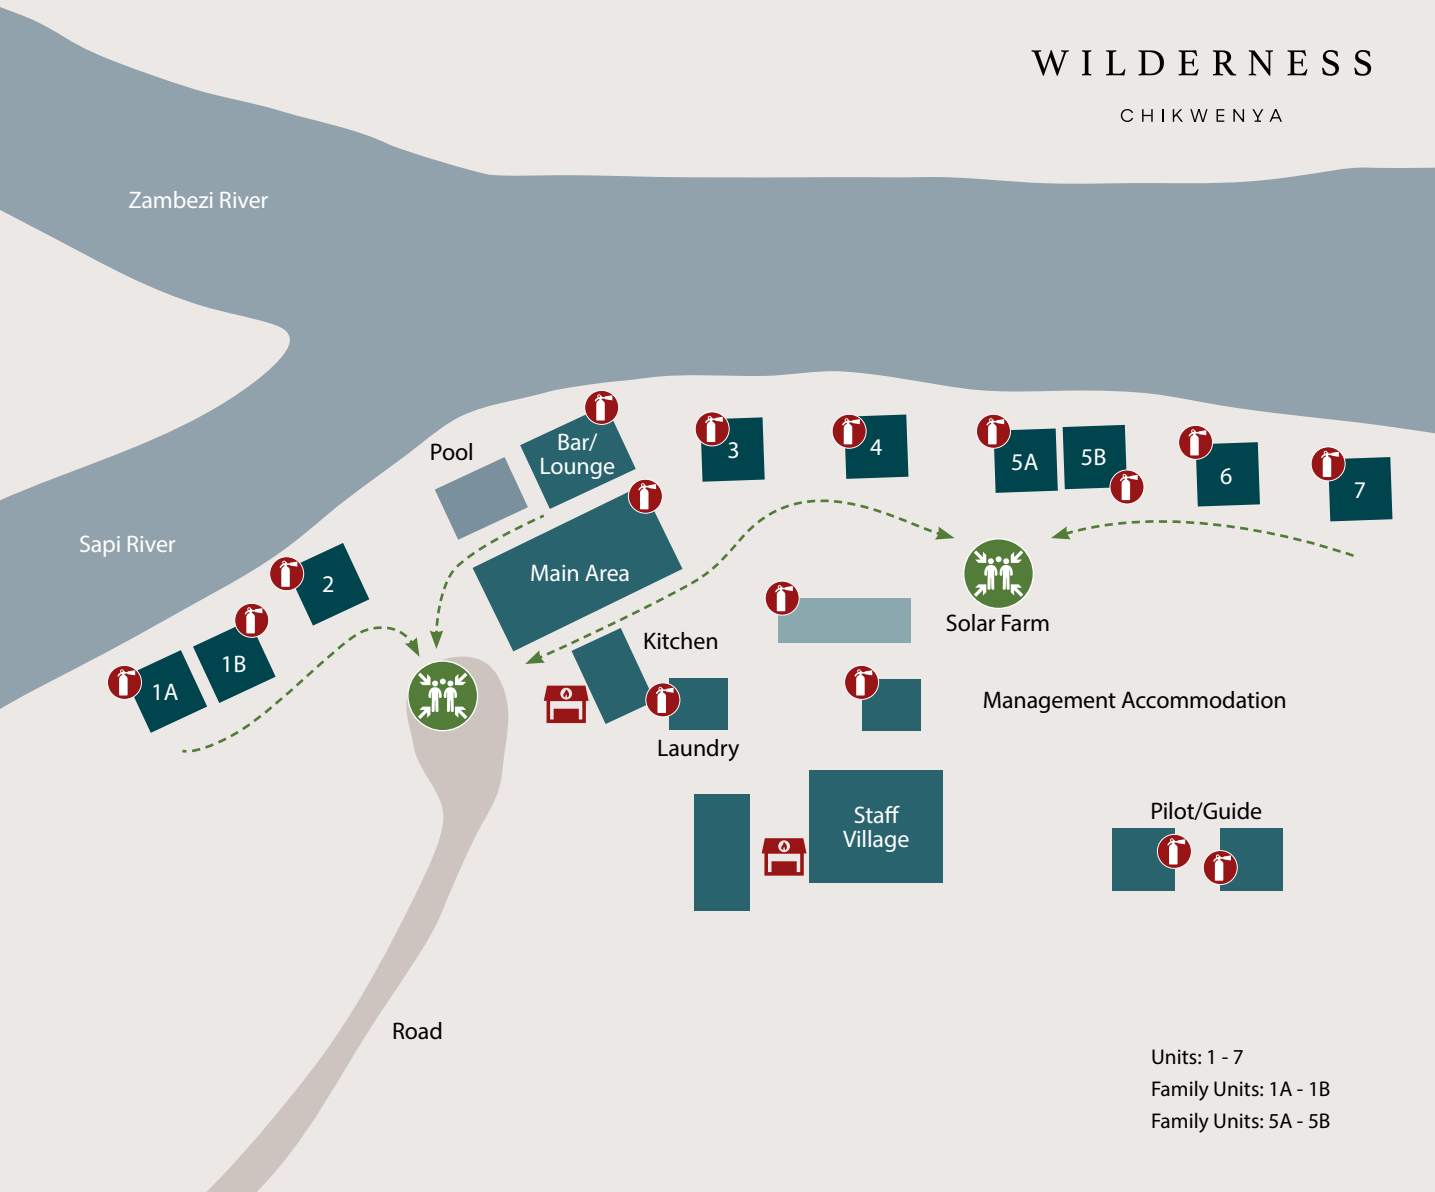 WILDERNESS
CHIKWENYA
Zambezi River
Sapi River
Pool
Bar/
Lounge
Main Area
3
4
5A
5B
6
7
2
1B
1A
Kitchen
Solar Farm
Laundry
Management Accommodation
Staff
Village
Pilot/Guide
Road
Units: 1 - 7
Family Units: 1A - 1B
Family Units: 5A - 5B